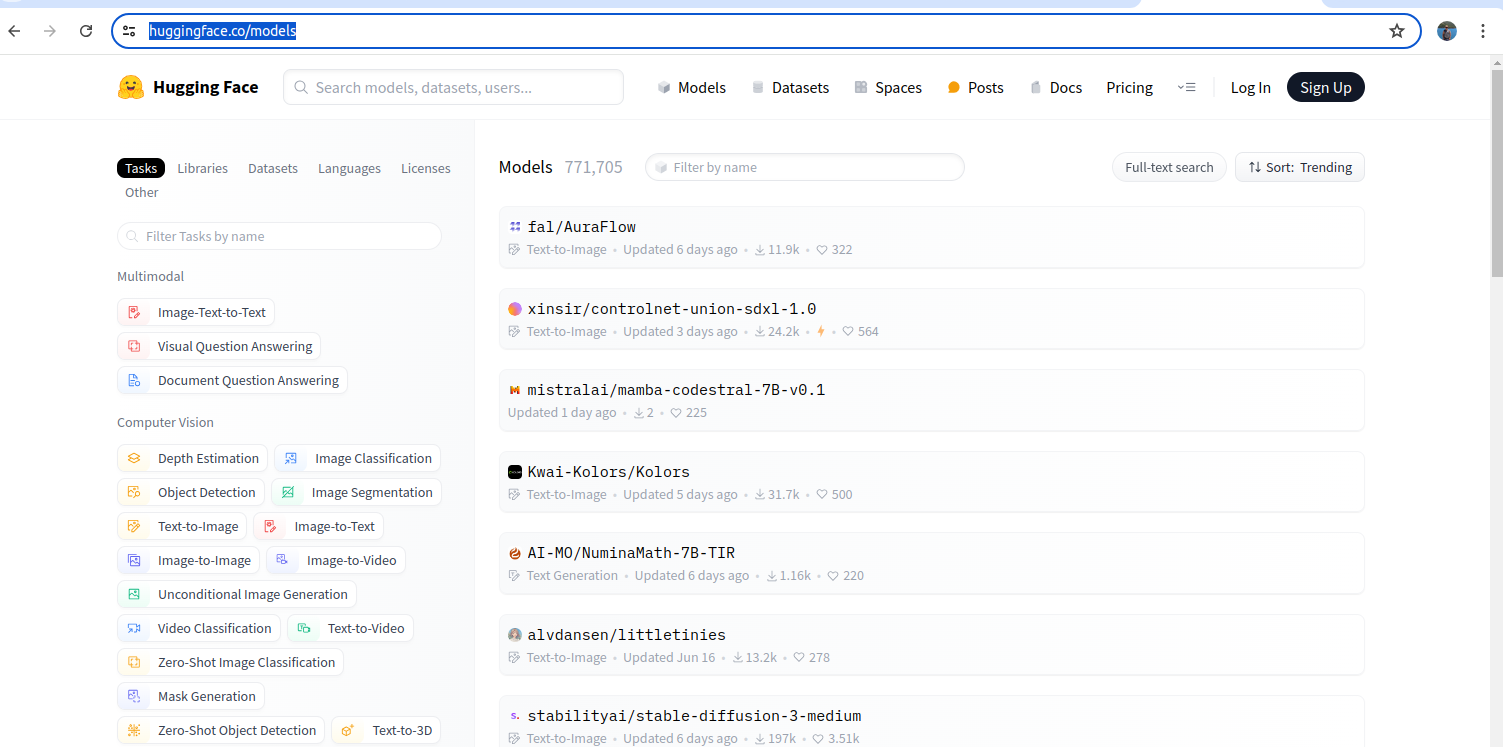 huggingface.co/models
Hugging Face
Search models, datasets, users...
Models Datasets Spaces Posts Docs Pricing
Log In Sign Up
Tasks Libraries Datasets Languages Licenses
Other
Filter Tasks by name
Multimodal
Image-Text-to-Text
Visual Question Answering
Document Question Answering
Computer Vision
Depth Estimation Image Classification
Object Detection Image Segmentation
Text-to-Image Image-to-Text
Image-to-Image Image-to-Video
Unconditional Image Generation
Video Classification Text-to-Video
Zero-Shot Image Classification
Mask Generation
Zero-Shot Object Detection Text-to-3D
Models 771,705 Filter by name Full-text search Sort: Trending
fal/AuraFlow
Text-to-Image • Updated 6 days ago • 11.9k • 322
xinsir/controlnet-union-sdxl-1.0
Text-to-Image • Updated 3 days ago • 24.2k • • 564
mistralai/mamba-codestral-7B-v0.1
Updated 1 day ago • 2 • 225
Kwai-Kolors/Kolors
Text-to-Image • Updated 5 days ago • 31.7k • 500
AI-MO/NuminaMath-7B-TIR
Text Generation • Updated 6 days ago • 1.16k • 220
alvdansen/littletinies
Text-to-Image • Updated Jun 16 • 13.2k • 278
s. stabilityai/stable-diffusion-3-medium
Text-to-Image • Updated 6 days ago • 197k • 3.51k